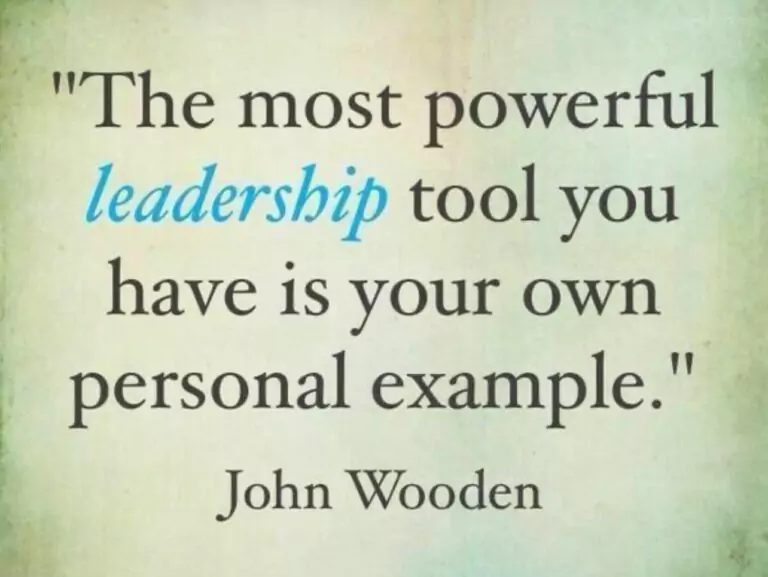 "The most powerful
leadership tool you
have is your own
personal example."
John Wooden